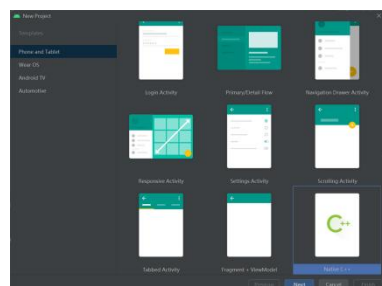 New Project
Templates
Phone and Tablet
Wear OS
Android TV
Automotive
Login Activity
Primary/Detail Flow
Navigation Drawer Activity
Responsive Activity
Settings Activity
Scrolling Activity
C++
Tabbed Activity
Fragment + ViewModel
Native C++
Previous
Next
Cancel
Finish